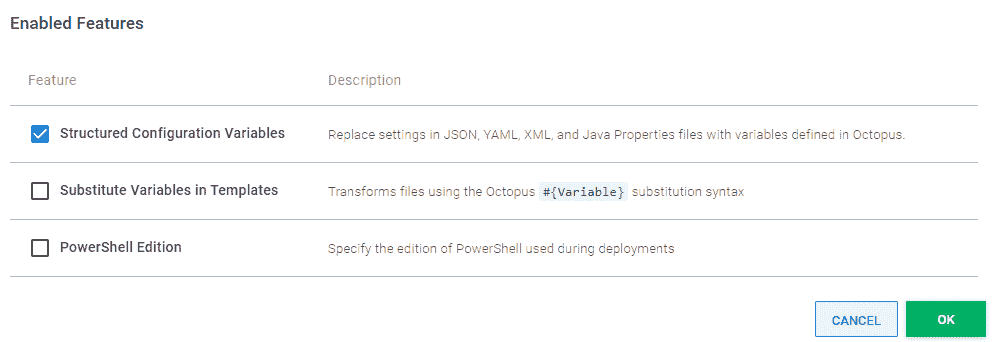 Enabled Features
Feature Description
Structured Configuration Variables Replace settings in JSON, YAML, XML, and Java Properties files with variables defined in Octopus.
Substitute Variables in Templates Transforms files using the Octopus #{Variable} substitution syntax
PowerShell Edition Specify the edition of PowerShell used during deployments
CANCEL OK